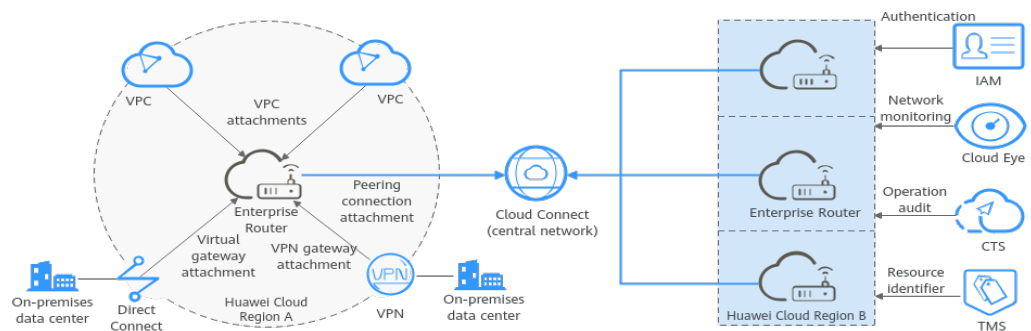 VPC
VPC
VPC
attachments
Enterprise
Router
Peering
connection
attachment
Virtual
gateway
attachment
VPN gateway
attachment
On-premises
data center
Direct
Connect
Huawei Cloud
Region A
VPN
VPN
On-premises
data center
Cloud Connect
(central network)
Enterprise Router
Huawei Cloud Region B
Authentication
IAM
Network
monitoring
Cloud Eye
Operation
audit
CTS
Resource
identifier
TMS